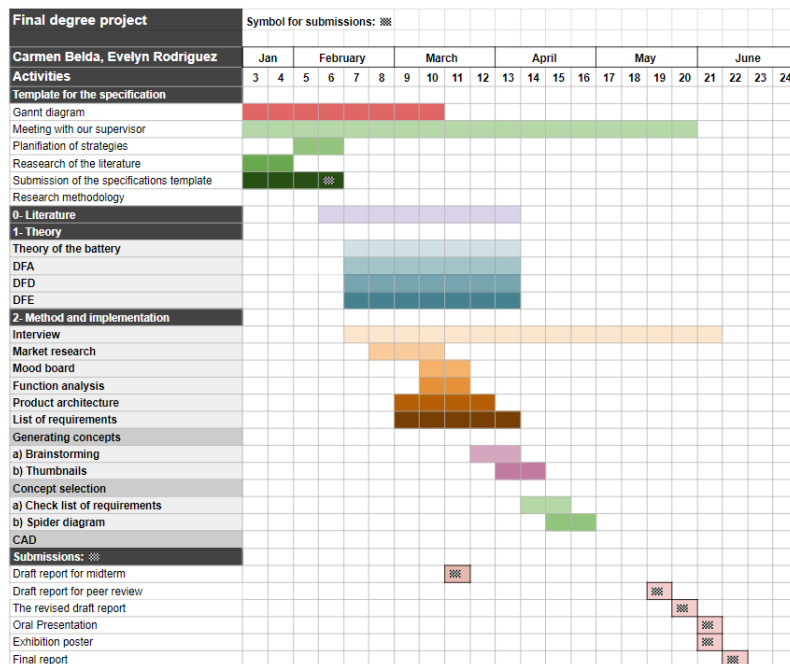 Final degree project
Symbol for submissions:
Carmen Belda, Evelyn Rodriguez Jan February March April May June
Activities 3 4 5 6 7 8 9 10 11 12 13 14 15 16 17 18 19 20 21 22 23 24
Template for the specification
Gannt diagram
Meeting with our supervisor
Planifiation of strategies
Reasearch of the literature
Submission of the specifications template
Research methodology
0- Literature
1- Theory
Theory of the battery
DFA
DFD
DFE
2- Method and implementation
Interview
Market research
Mood board
Function analysis
Product architecture
List of requirements
Generating concepts
a) Brainstorming
b) Thumbnails
Concept selection
a) Check list of requirements
b) Spider diagram
CAD
Submissions:
Draft report for midterm
Draft report for peer review
The revised draft report
Oral Presentation
Exhibition poster
Final report